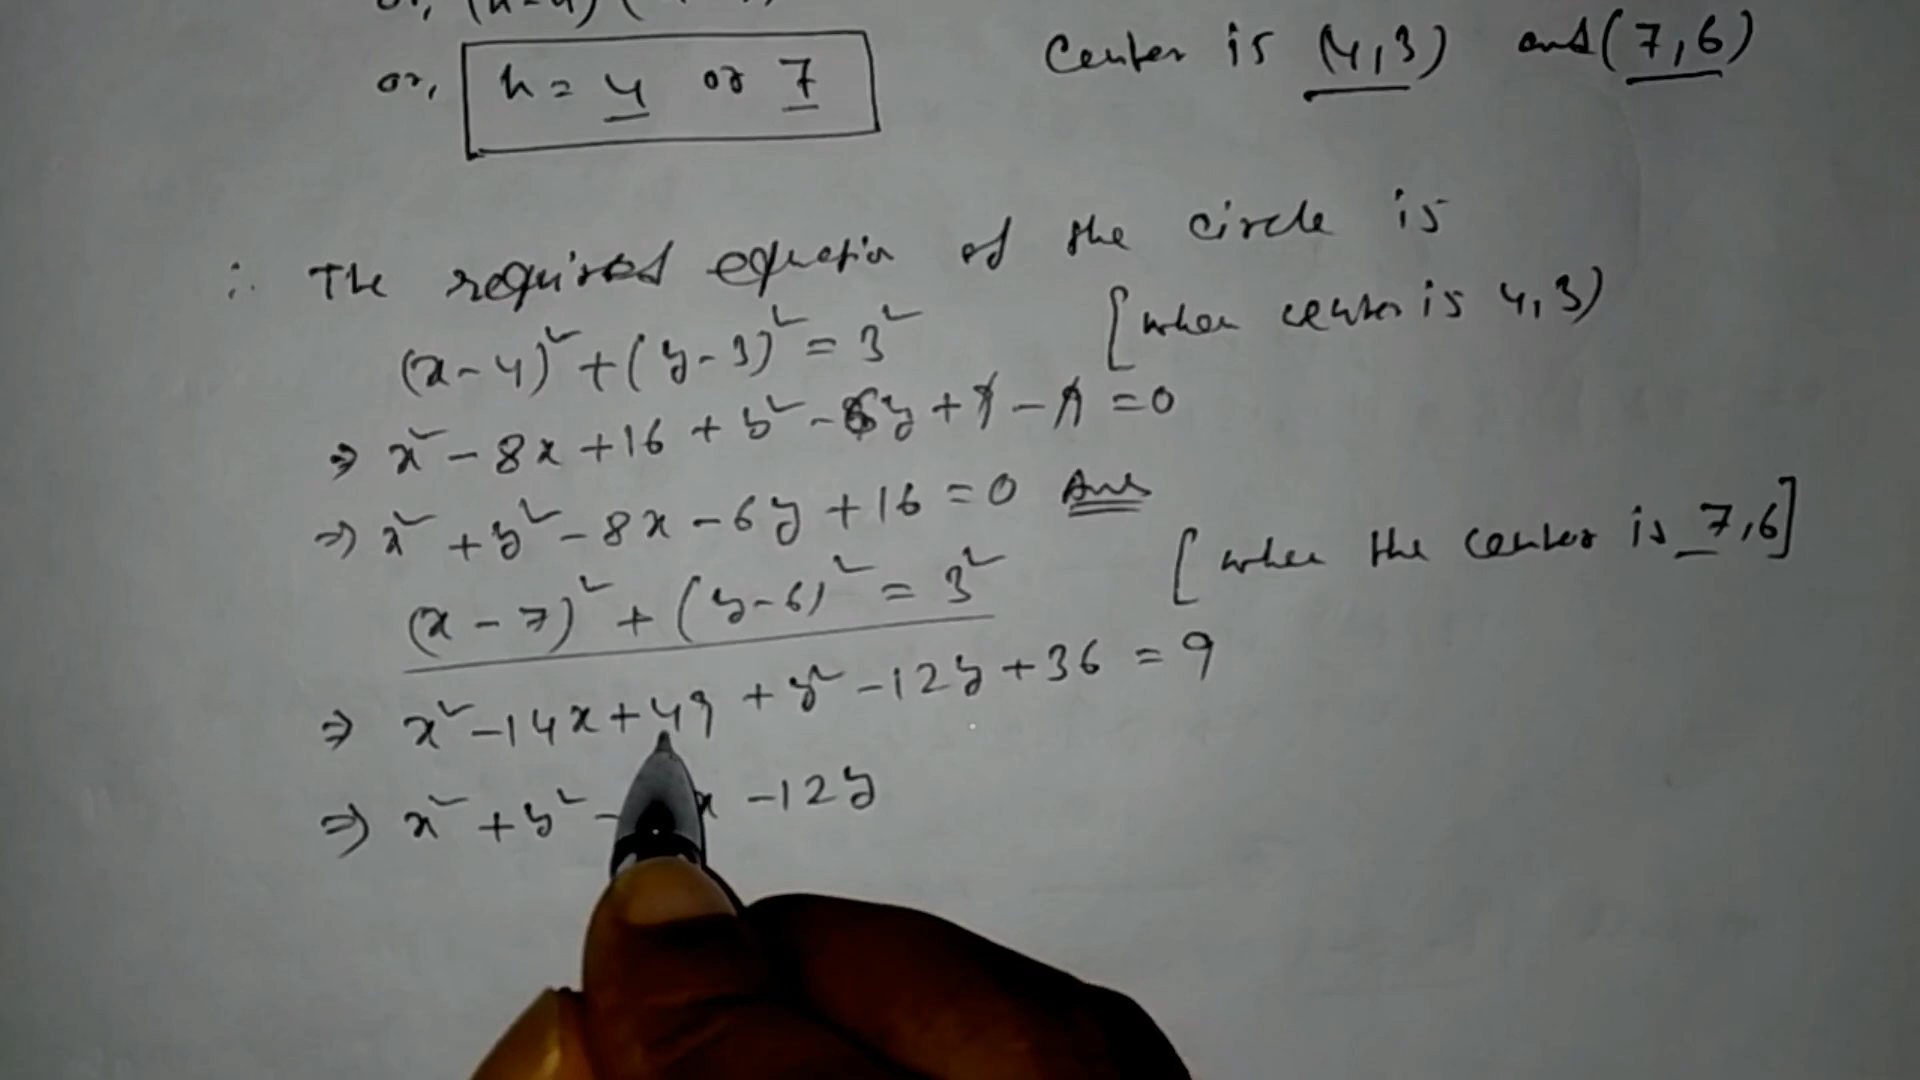 or, h = 4 or 7
Center is (4,3) and (7,6)
∴ The required equation of the circle is
(x-4)² + (y-3)² = 3² [when center is 4,3)
⇒ x² - 8x + 16 + y² - 6y + 9 - 9 = 0
⇒ x² + y² - 8x - 6y + 16 = 0 Ans
(x-7)² + (y-6)² = 3² [when the center is 7,6]
⇒ x² - 14x + 49 + y² - 12y + 36 = 9
⇒ x² + y² - x - 12y